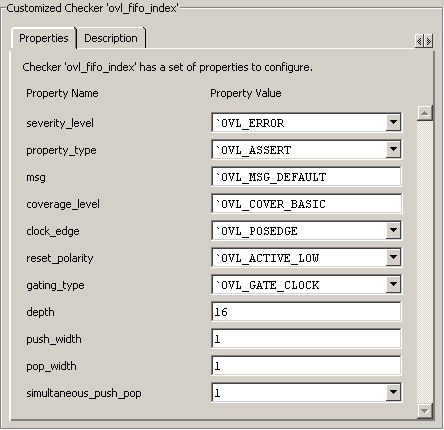 Customized Checker 'ovl_fifo_index'
Properties Description
Checker 'ovl_fifo_index' has a set of properties to configure.
Property Name Property Value
severity_level `OVL_ERROR
property_type `OVL_ASSERT
msg `OVL_MSG_DEFAULT
coverage_level `OVL_COVER_BASIC
clock_edge `OVL_POSEDGE
reset_polarity `OVL_ACTIVE_LOW
gating_type `OVL_GATE_CLOCK
depth 16
push_width 1
pop_width 1
simultaneous_push_pop 1